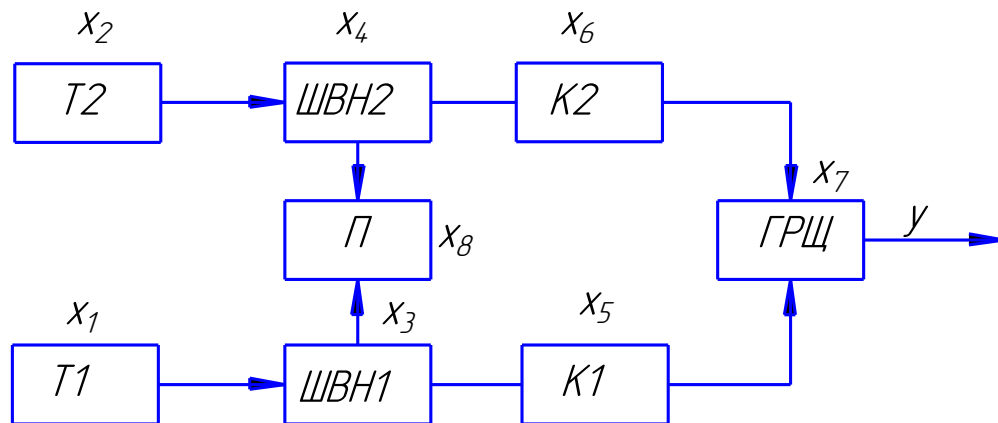 x2 x4 x6
Т2 ШВН2 К2
x7
П x8 ГРЩ y
x1 x3 x5
Т1 ШВН1 К1